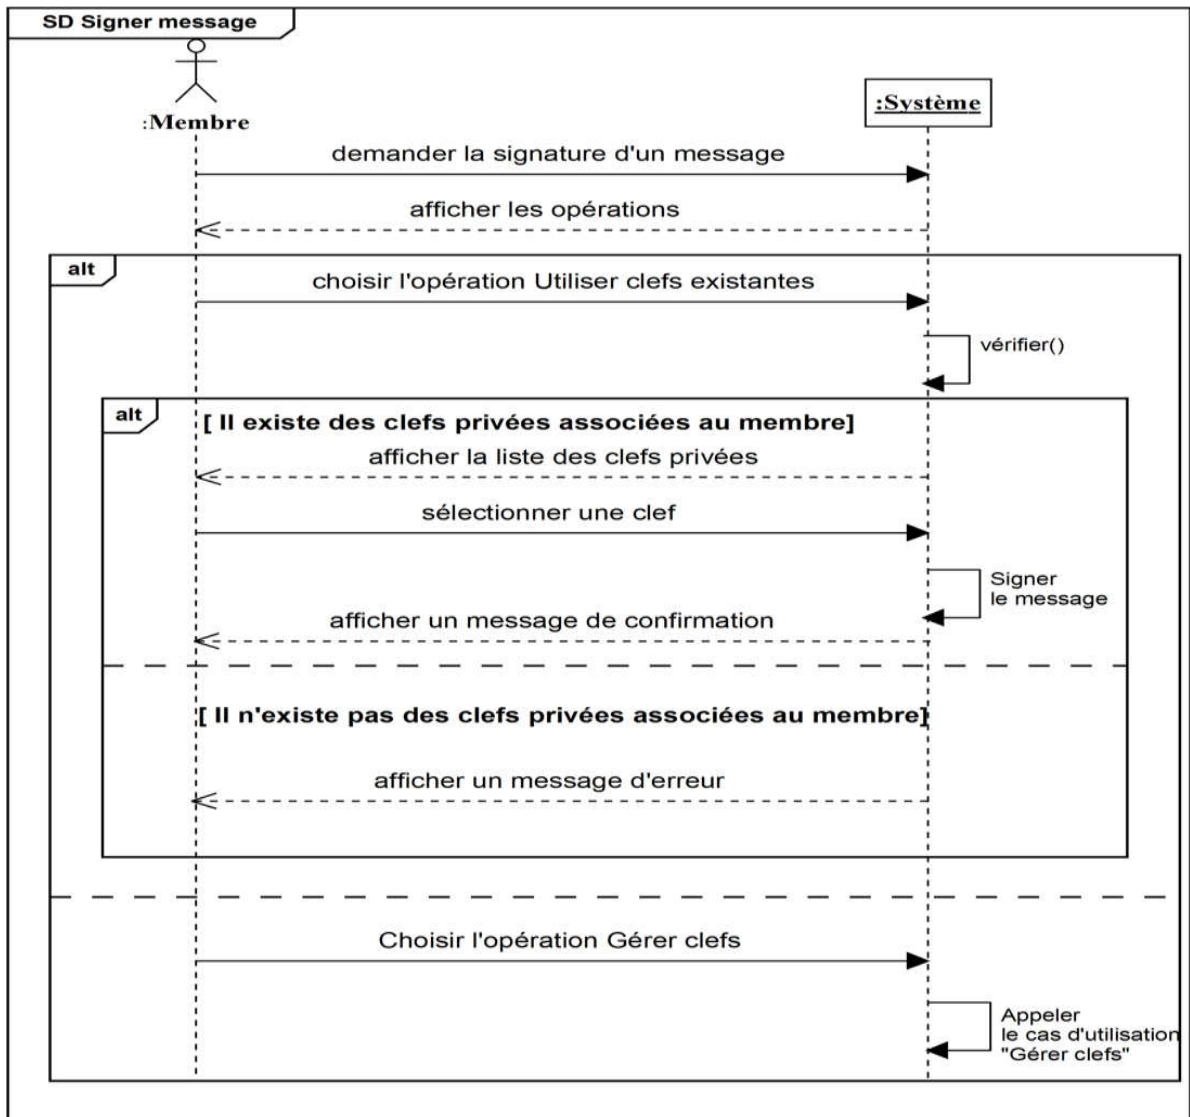 SD Signer message
:Membre
:Système
demander la signature d'un message
afficher les opérations
alt
choisir l'opération Utiliser clefs existantes
vérifier()
alt
[ Il existe des clefs privées associées au membre]
afficher la liste des clefs privées
sélectionner une clef
Signer
le message
afficher un message de confirmation
[ Il n'existe pas des clefs privées associées au membre]
afficher un message d'erreur
Choisir l'opération Gérer clefs
Appeler
le cas d'utilisation
"Gérer clefs"